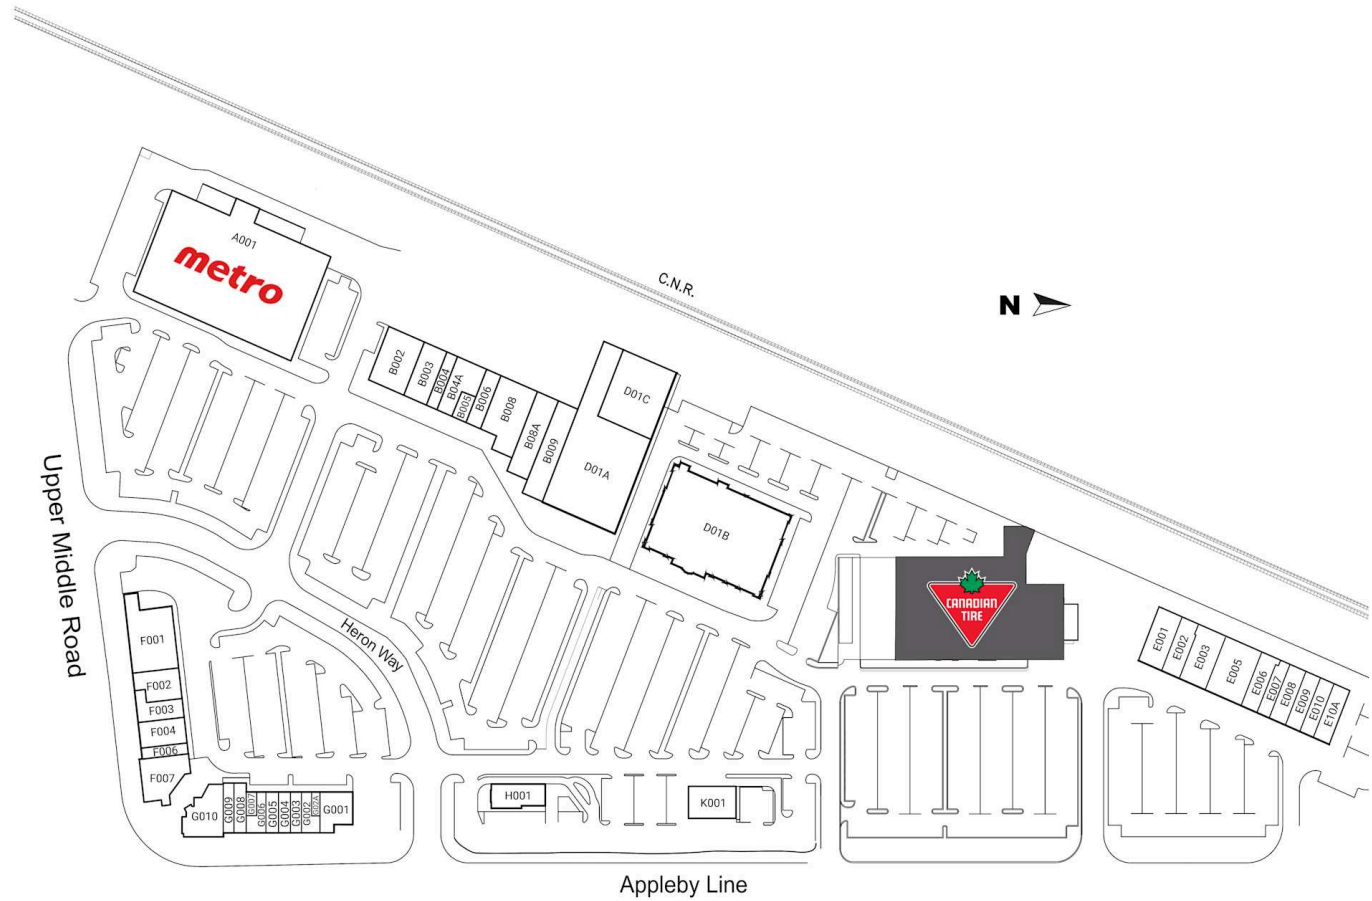 A001
metro
C.N.R.
N
B002
B003
B004
B04A
B005
B006
B008
B08A
B009
D01C
D01A
D01B
CANADIAN
TIRE
E001
E002
E003
E005
E006
E007
E008
E009
E010
E10A
Upper Middle Road
Heron Way
F001
F002
F003
F004
F006
F007
G010
G009
G008
G007
G006
G005
G004
G003
G002
G02A
G001
H001
K001
Appleby Line